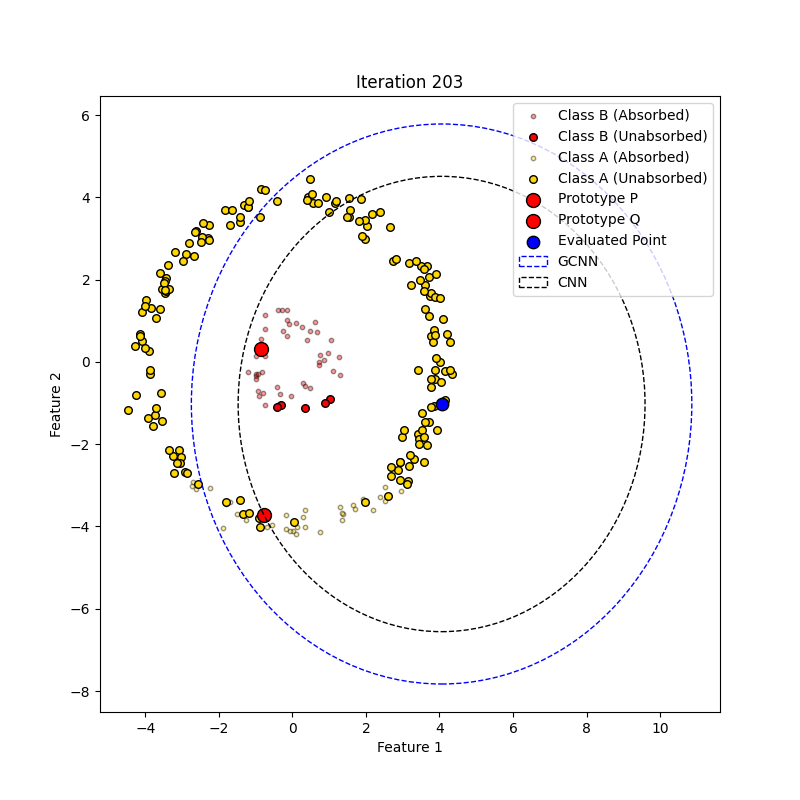 Iteration 203
Class B (Absorbed)
Class B (Unabsorbed)
Class A (Absorbed)
Class A (Unabsorbed)
Prototype P
Prototype Q
Evaluated Point
GCNN
CNN
6
4
2
0
−2
−4
−6
−8
Feature 2
−4 −2 0 2 4 6 8 10
Feature 1